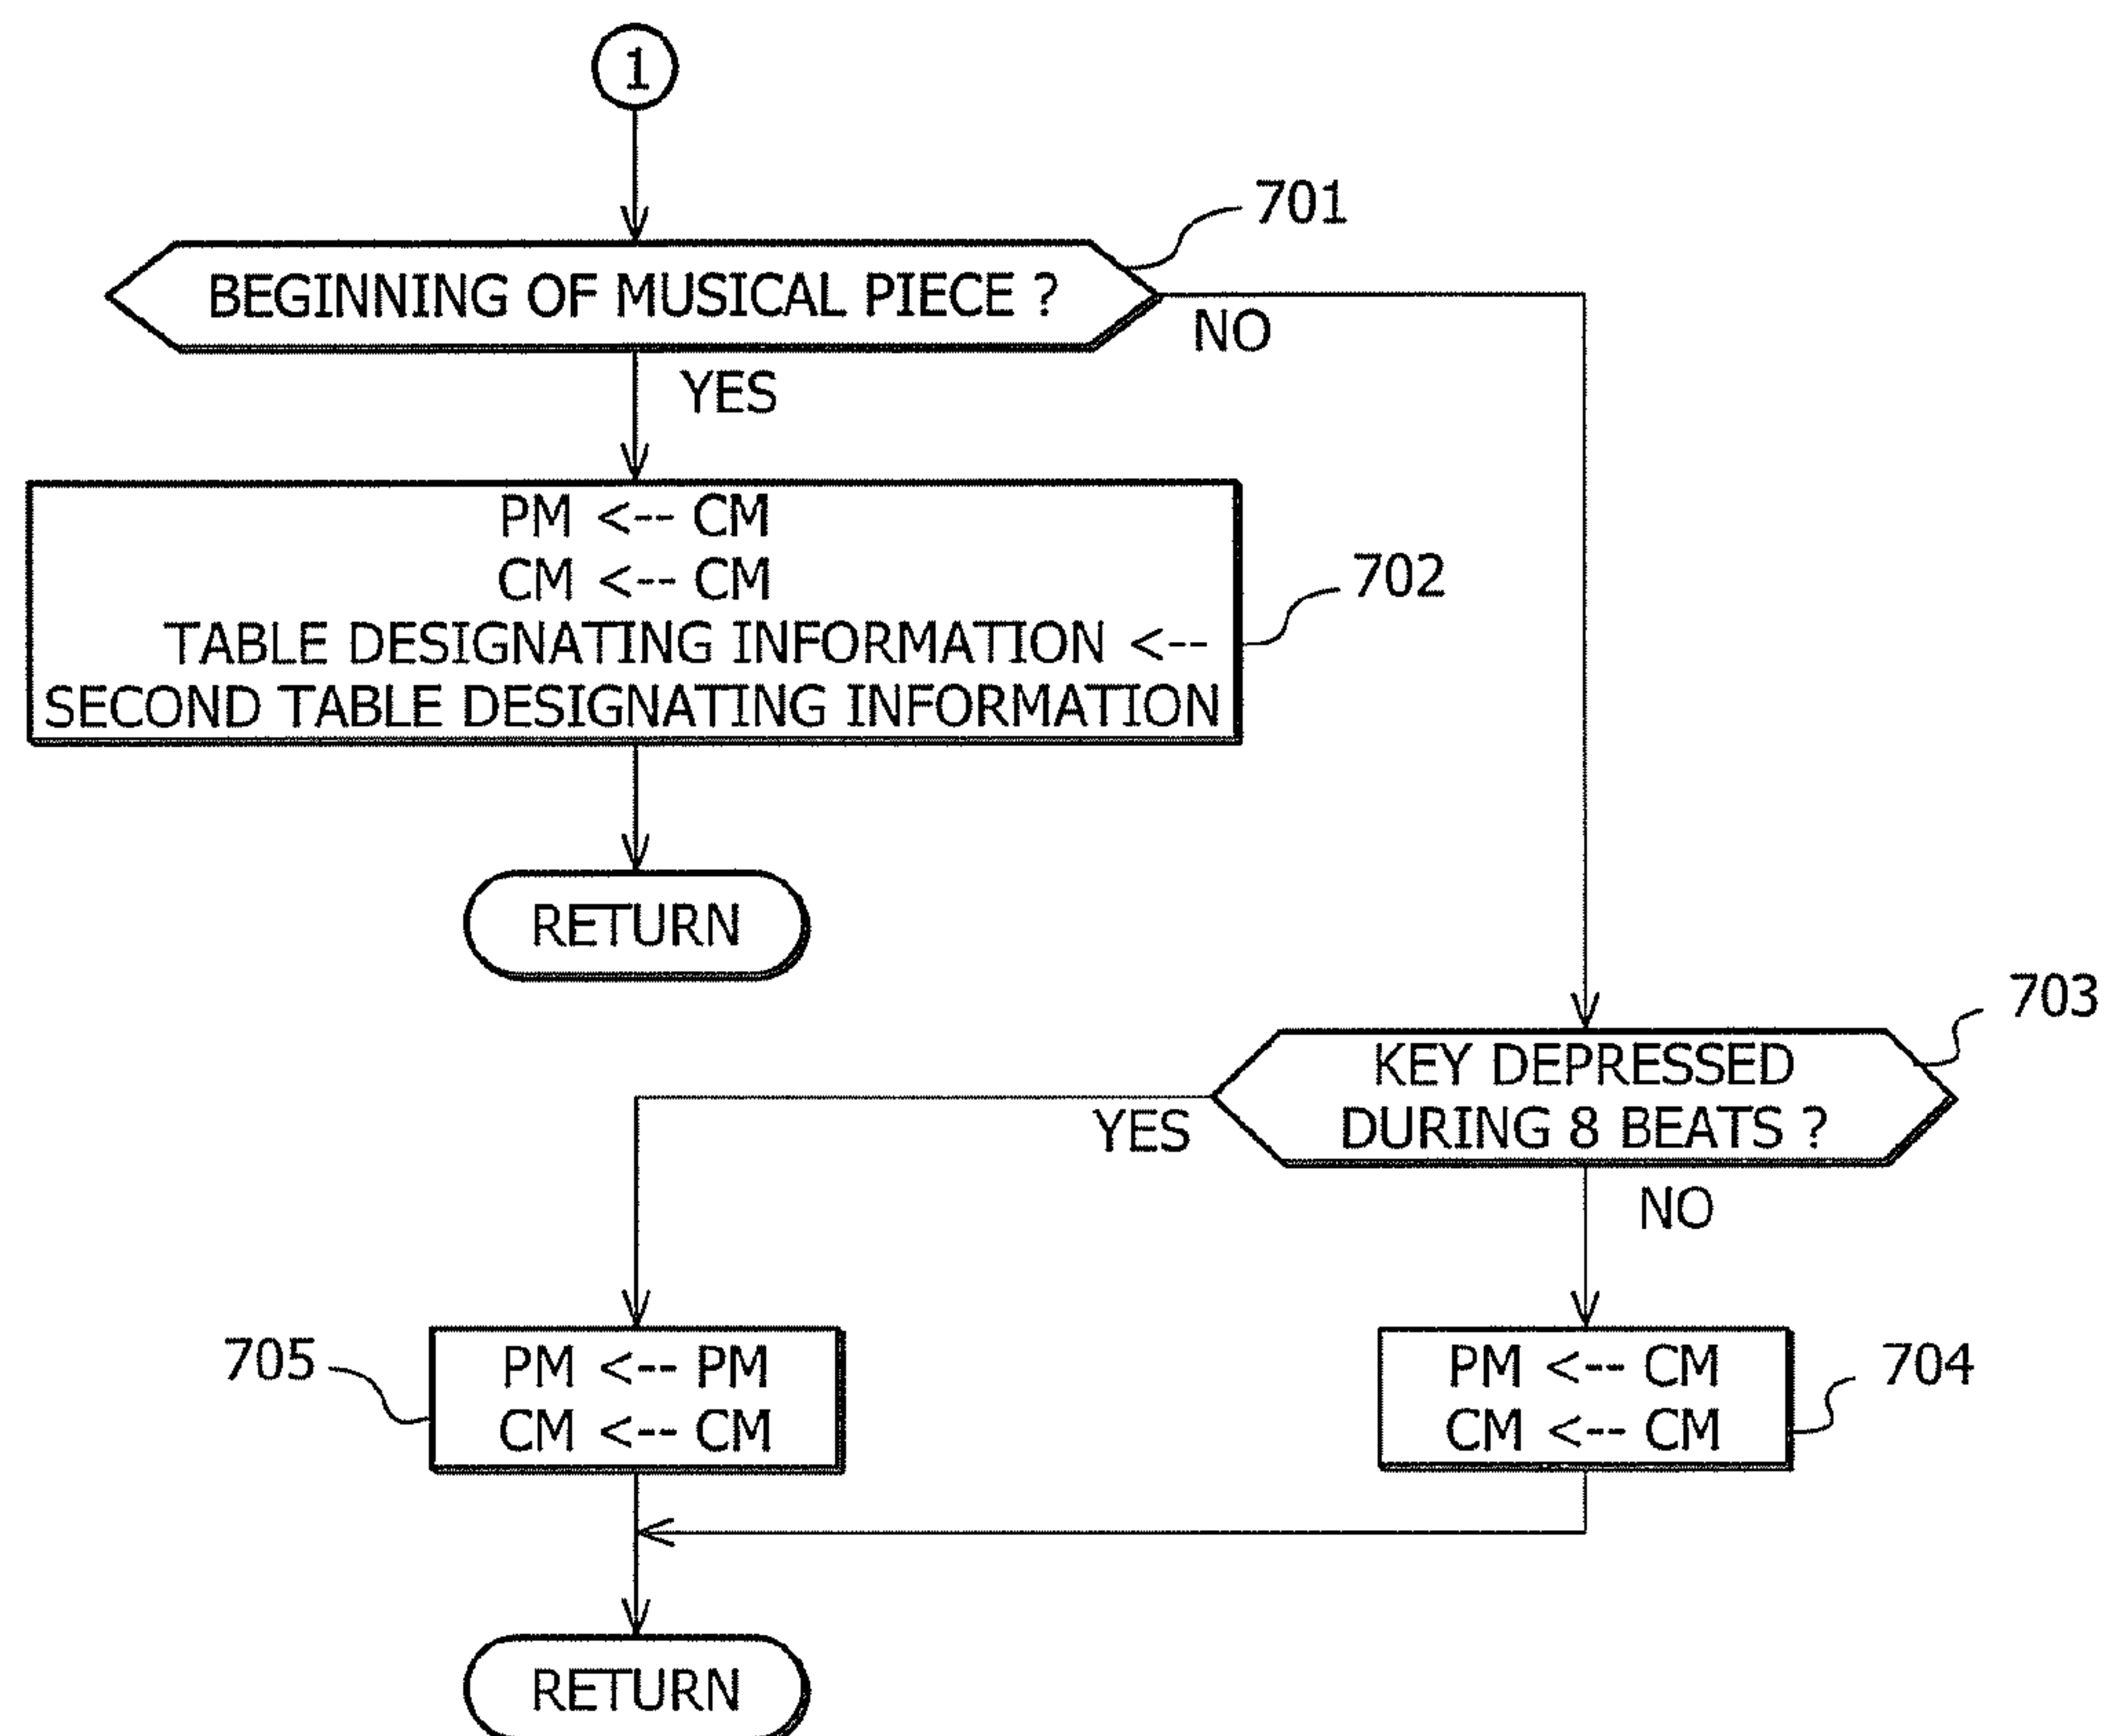 1
701
BEGINNING OF MUSICAL PIECE ?
NO
YES
PM <-- CM
CM <-- CM
TABLE DESIGNATING INFORMATION <--
SECOND TABLE DESIGNATING INFORMATION
702
RETURN
703
KEY DEPRESSED
DURING 8 BEATS ?
YES
NO
705
PM <-- PM
CM <-- CM
PM <-- CM
CM <-- CM
704
RETURN